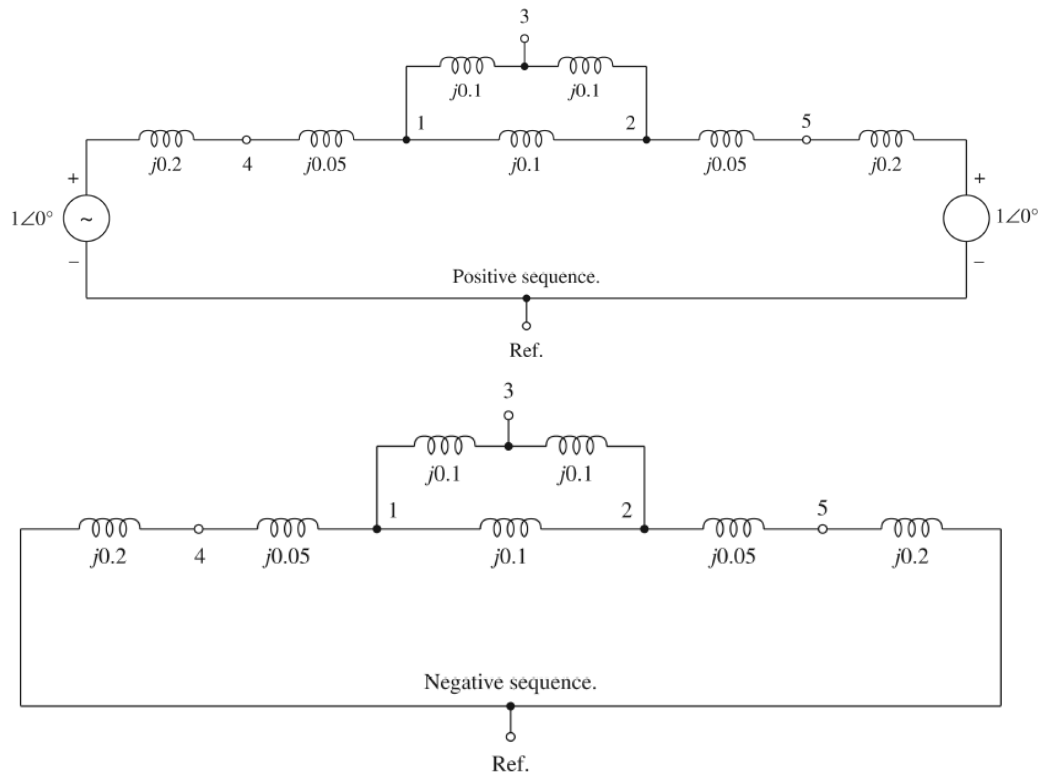 3
j0.1 j0.1
1 2 5
j0.2 4 j0.05 j0.1 j0.05 j0.2
+ +
1∠0° ~ 1∠0°
− −
Positive sequence.
Ref.
3
j0.1 j0.1
1 2 5
j0.2 4 j0.05 j0.1 j0.05 j0.2
Negative sequence.
Ref.